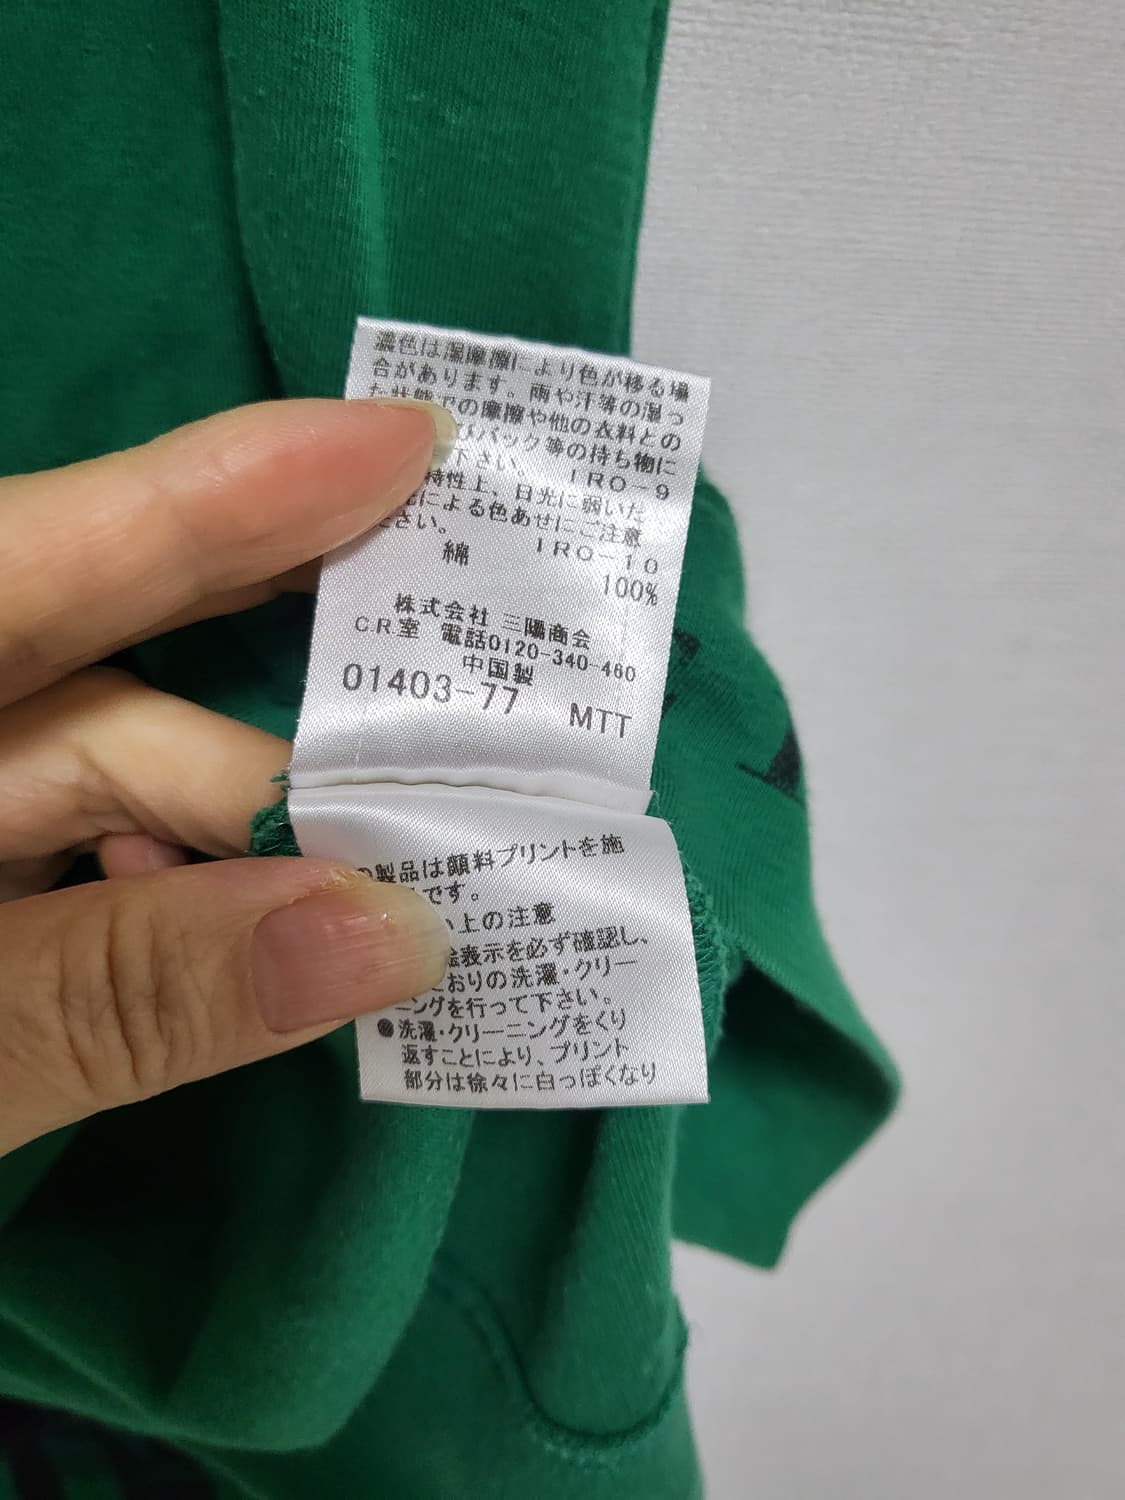 濃色は湿摩擦により色が移る場
合があります。雨や汗等の湿っ
た状態での摩擦や他の衣料との
びバック等の持ち物に
下さい。 IRO-9
特性上、日光に弱いた
による色あせにご注意
さい。 IRO-10
綿 100%
株式会社 三陽商会
C.R.室 電話0120-340-460
中国製
01403-77 MTT
の製品は顔料プリントを施
です。
い上の注意
絵表示を必ず確認し、
おりの洗濯・クリー
ニングを行って下さい。
●洗濯・クリーニングをくり
返すことにより、プリント
部分は徐々に白っぽくなり